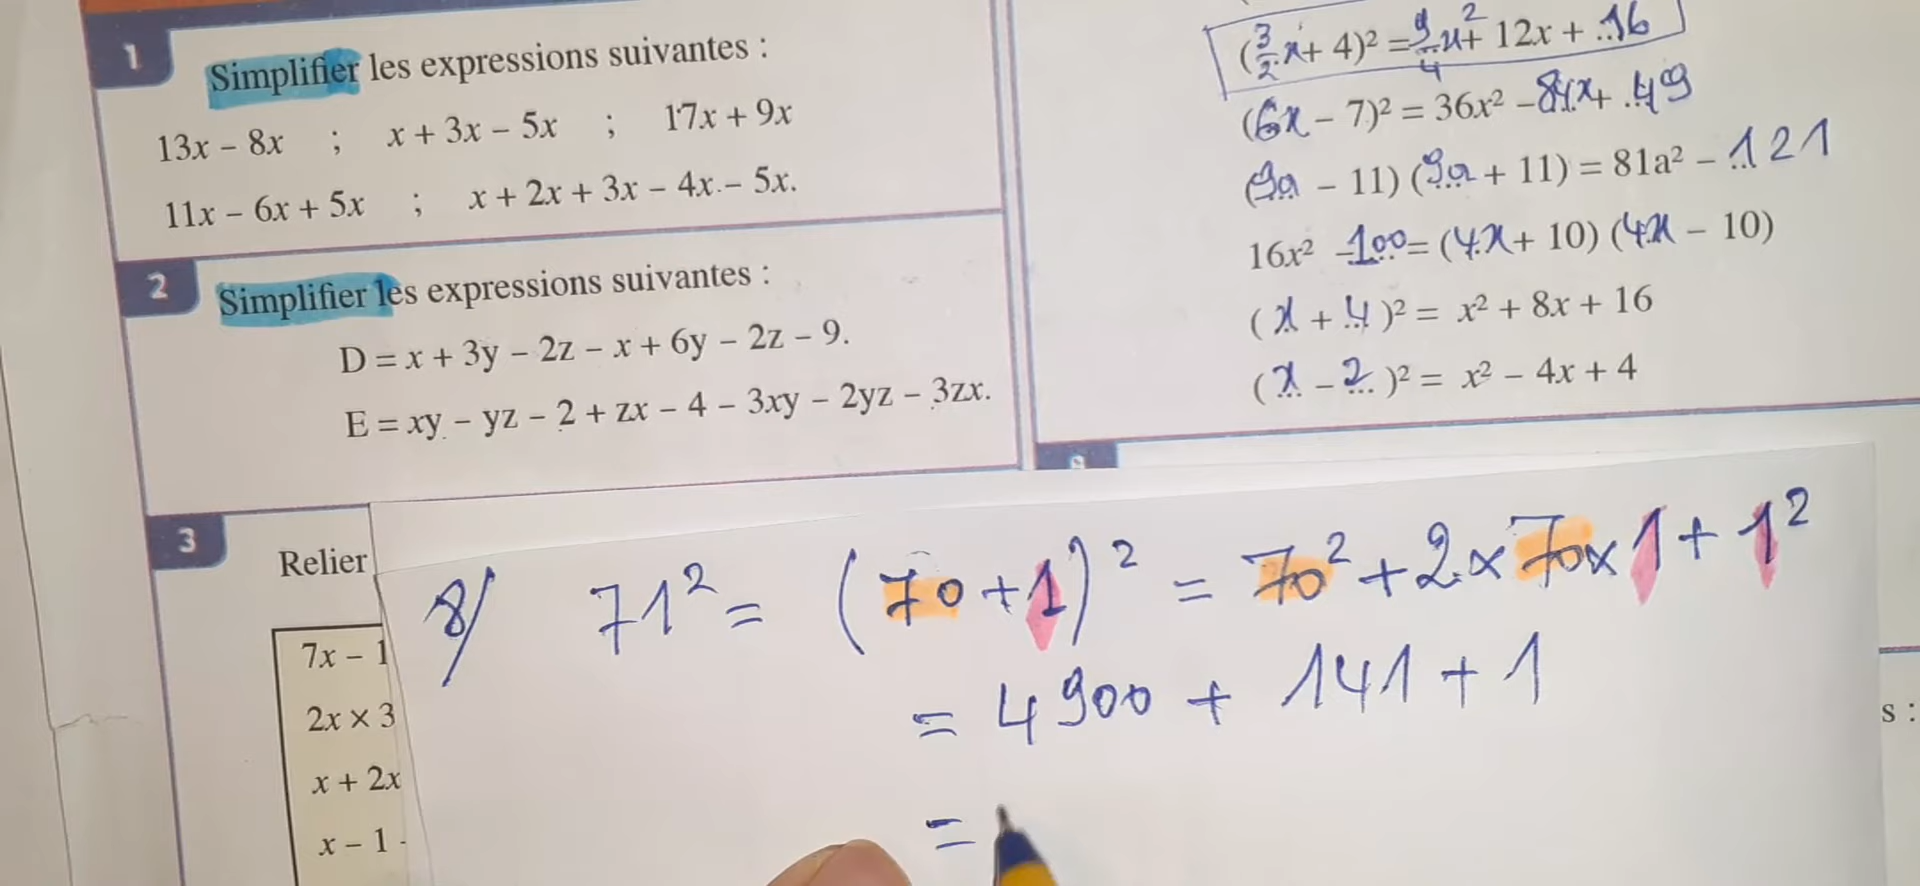 1
Simplifier les expressions suivantes :
13x – 8x ; x + 3x – 5x ; 17x + 9x
11x – 6x + 5x ; x + 2x + 3x – 4x – 5x.
2
Simplifier les expressions suivantes :
D = x + 3y – 2z – x + 6y – 2z – 9.
E = xy – yz – 2 + zx – 4 – 3xy – 2yz – 3zx.
3
Relier
7x – 1
2x × 3
x + 2x
x – 1
(3/2 x + 4)² = 9/4 x² + 12x + 16
(6x – 7)² = 36x² – 84x + 49
(9a – 11) (9a + 11) = 81a² – 121
16x² – 100 = (4x + 10) (4x – 10)
( x + 4 )² = x² + 8x + 16
( x – 2 )² = x² – 4x + 4
8/ 71² = (70 + 1)² = 70² + 2 × 70 × 1 + 1²
= 4900 + 141 + 1
=
s :